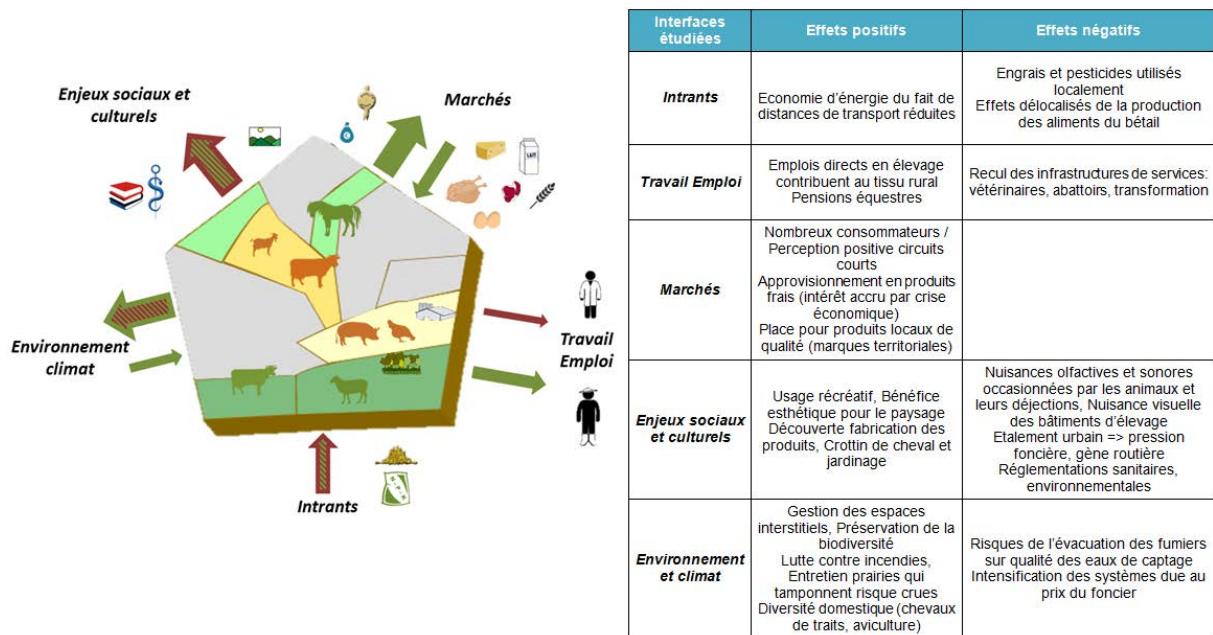 Enjeux sociaux et
culturels
Marchés
LAIT
Environnement
climat
Travail
Emploi
Intrants
Interfaces
étudiées
Effets positifs
Effets négatifs
Intrants
Economie d'énergie du fait de
distances de transport réduites
Engrais et pesticides utilisés
localement
Effets délocalisés de la production
des aliments du bétail
Travail Emploi
Emplois directs en élevage
contribuent au tissu rural
Pensions équestres
Recul des infrastructures de services:
vétérinaires, abattoirs, transformation
Marchés
Nombreux consommateurs /
Perception positive circuits
courts
Approvisionnement en produits
frais (intérêt accru par crise
économique)
Place pour produits locaux de
qualité (marques territoriales)
Enjeux sociaux
et culturels
Usage récréatif, Bénéfice
esthétique pour le paysage
Découverte fabrication des
produits, Crottin de cheval et
jardinage
Nuisances olfactives et sonores
occasionnées par les animaux et
leurs déjections, Nuisance visuelle
des bâtiments d'élevage
Etalement urbain => pression
foncière, gène routière
Réglementations sanitaires,
environnementales
Environnement
et climat
Gestion des espaces
interstitiels, Préservation de la
biodiversité
Lutte contre incendies,
Entretien prairies qui
tamponnent risque crues
Diversité domestique (chevaux
de traits, aviculture)
Risques de l'évacuation des fumiers
sur qualité des eaux de captage
Intensification des systèmes due au
prix du foncier